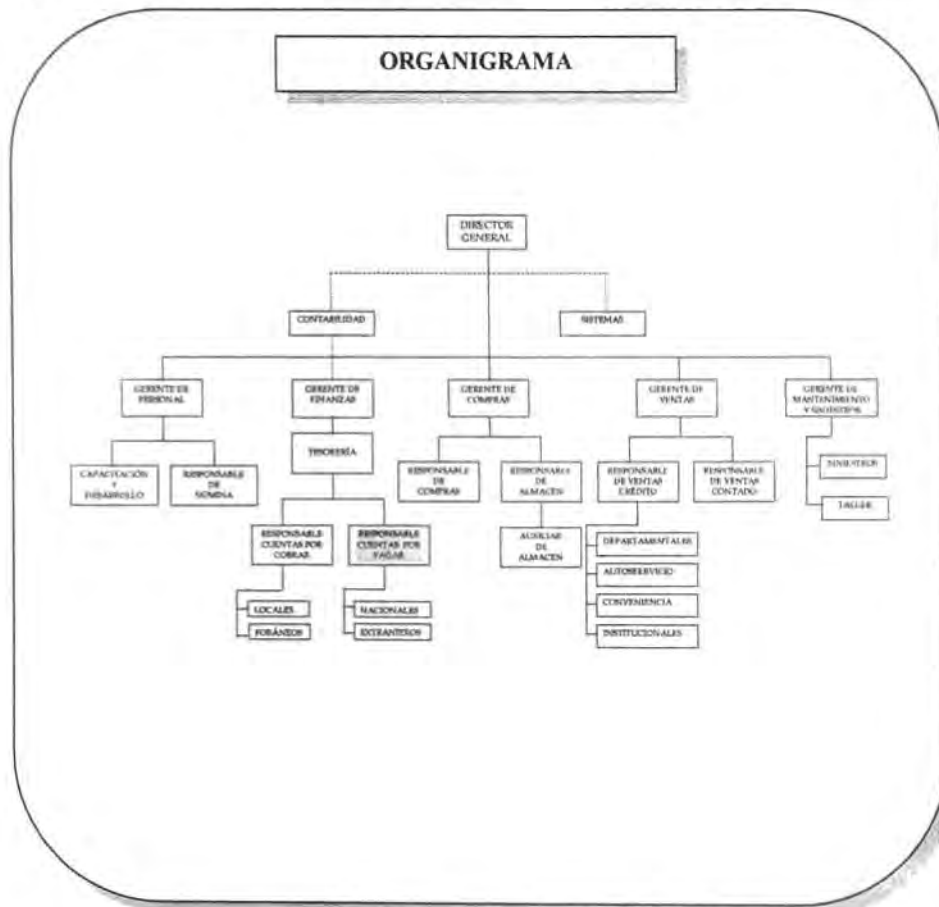 ORGANIGRAMA
DIRECTOR
GENERAL
CONTABILIDAD
SISTEMAS
GERENTE DE
PERSONAL
GERENTE DE
FINANZAS
GERENTE DE
COMPRAS
GERENTE DE
VENTAS
GERENTE DE
MANTENIMIENTO
Y
CAPACITACIÓN
Y
DESARROLLO
RESPONSABLE
DE
NOMINA
TESORERÍA
RESPONSABLE
DE
COMPRAS
RESPONSABLE
DE
ALMACEN
RESPONSABLE
DE VENTAS
CRÉDITO
RESPONSABLE
DE VENTAS
CONTADO
SINIESTROS
TALLER
RESPONSABLE
CUENTAS POR
COBRAR
RESPONSABLE
CUENTAS POR
PAGAR
AUXILIAR
DE
ALMACEN
DEPARTAMENTALES
AUTOSERVICIO
CONVENIENCIA
INSTITUCIONALES
LOCALES
FORÁNEOS
NACIONALES
EXTRANJEROS